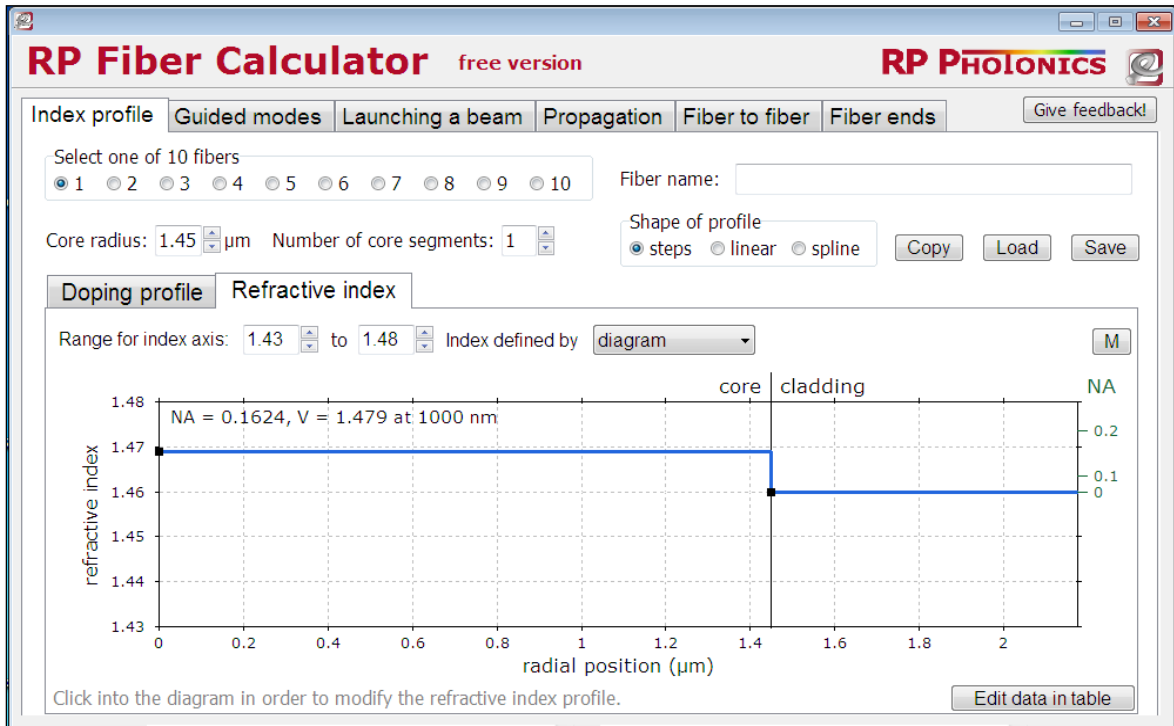 RP Fiber Calculator free version
RP PHOTONICS
Index profile Guided modes Launching a beam Propagation Fiber to fiber Fiber ends Give feedback!
Select one of 10 fibers
1 2 3 4 5 6 7 8 9 10
Fiber name:
Core radius: 1.45 µm Number of core segments: 1
Shape of profile
steps linear spline
Copy Load Save
Doping profile Refractive index
Range for index axis: 1.43 to 1.48 Index defined by diagram M
core cladding NA
NA = 0.1624, V = 1.479 at 1000 nm
1.48
1.47
1.46
1.45
1.44
1.43
refractive index
0.2
0.1
0
0 0.2 0.4 0.6 0.8 1 1.2 1.4 1.6 1.8 2
radial position (µm)
Click into the diagram in order to modify the refractive index profile.
Edit data in table